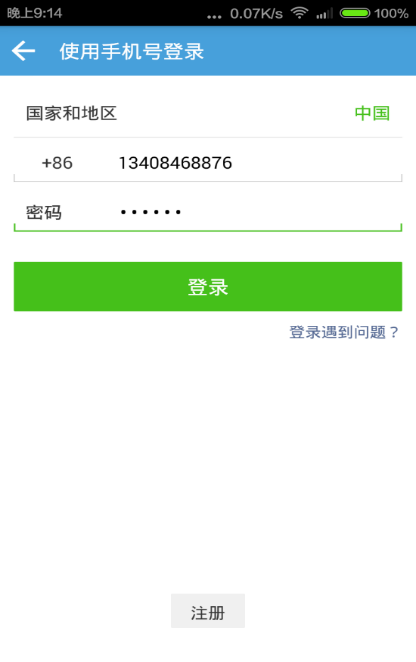 晚上9:14 ... 0.07K/s 100%
使用手机号登录
国家和地区 中国
+86 13408468876
密码 ••••••
登录
登录遇到问题？
注册